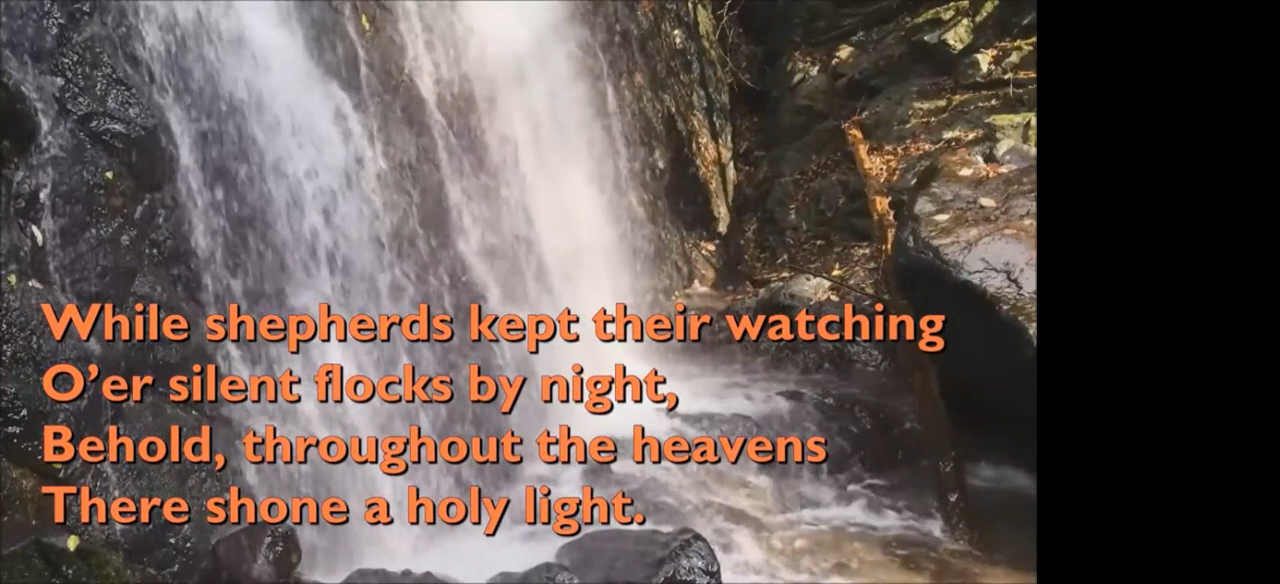 While shepherds kept their watching
O’er silent flocks by night,
Behold, throughout the heavens
There shone a holy light.